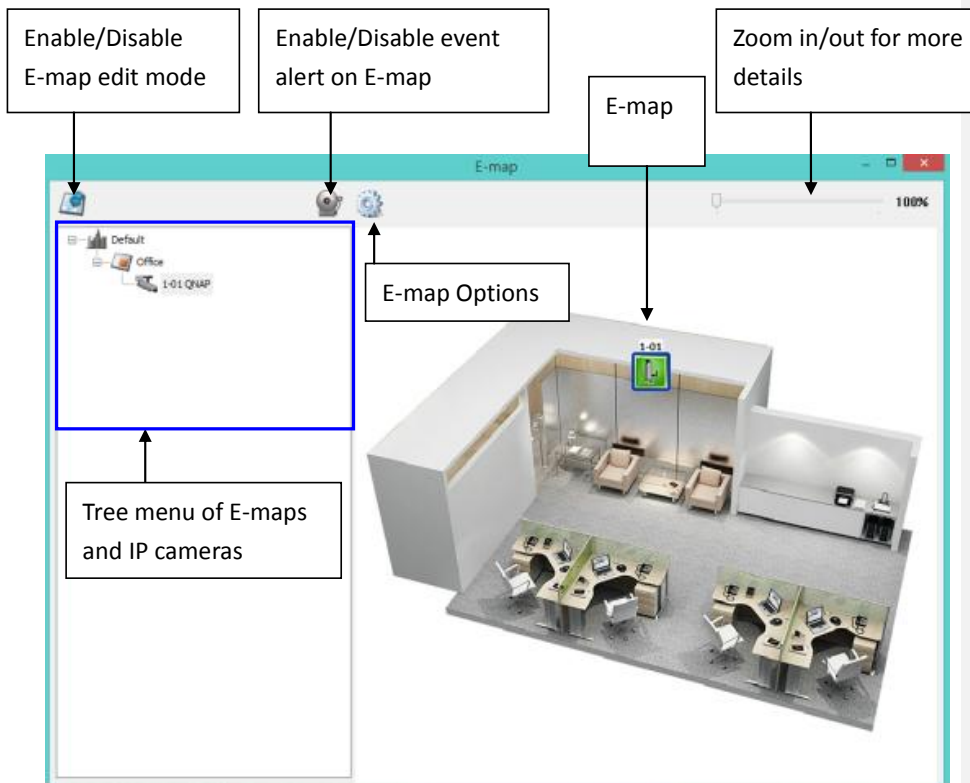 Enable/Disable
E-map edit mode
Enable/Disable event
alert on E-map
E-map
Zoom in/out for more
details
E-map
100%
Default
Office
1-01 QNAP
E-map Options
1-01
Tree menu of E-maps
and IP cameras